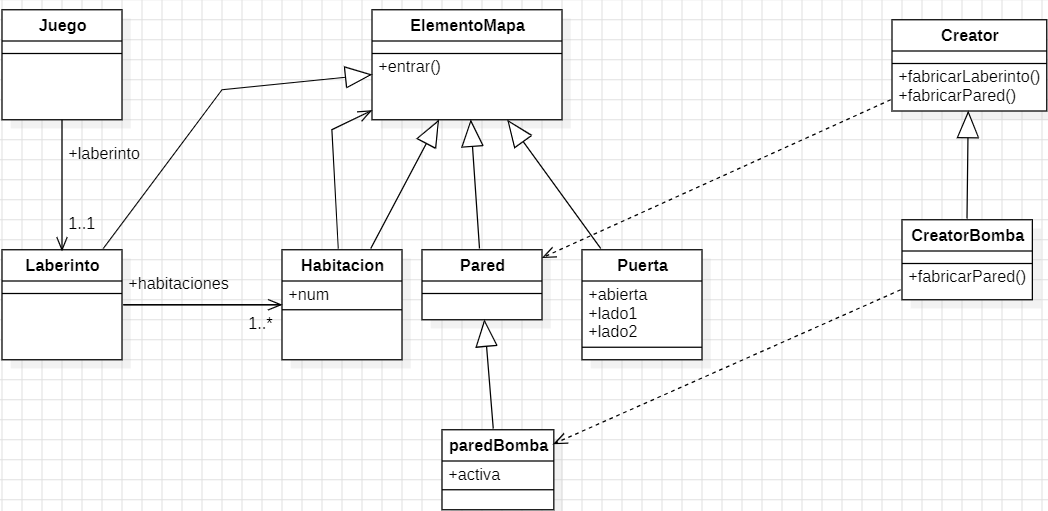 Juego
ElementoMapa
+entrar()
Creator
+fabricarLaberinto()
+fabricarPared()
+laberinto
1..1
Laberinto
+habitaciones
1..*
Habitacion
+num
Pared
Puerta
+abierta
+lado1
+lado2
CreatorBomba
+fabricarPared()
paredBomba
+activa